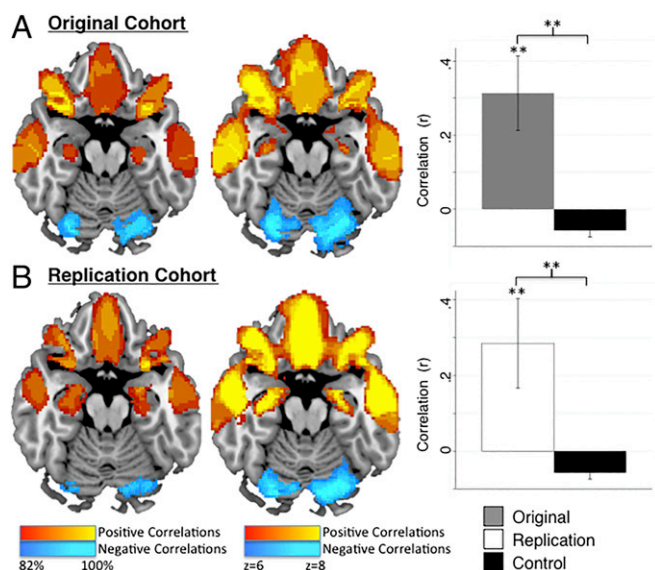 A Original Cohort
**
**
.4
.2
0
Correlation (r)
B Replication Cohort
**
**
.4
.2
0
Correlation (r)
Positive Correlations
Negative Correlations
82% 100%
Positive Correlations
Negative Correlations
z=6 z=8
Original
Replication
Control